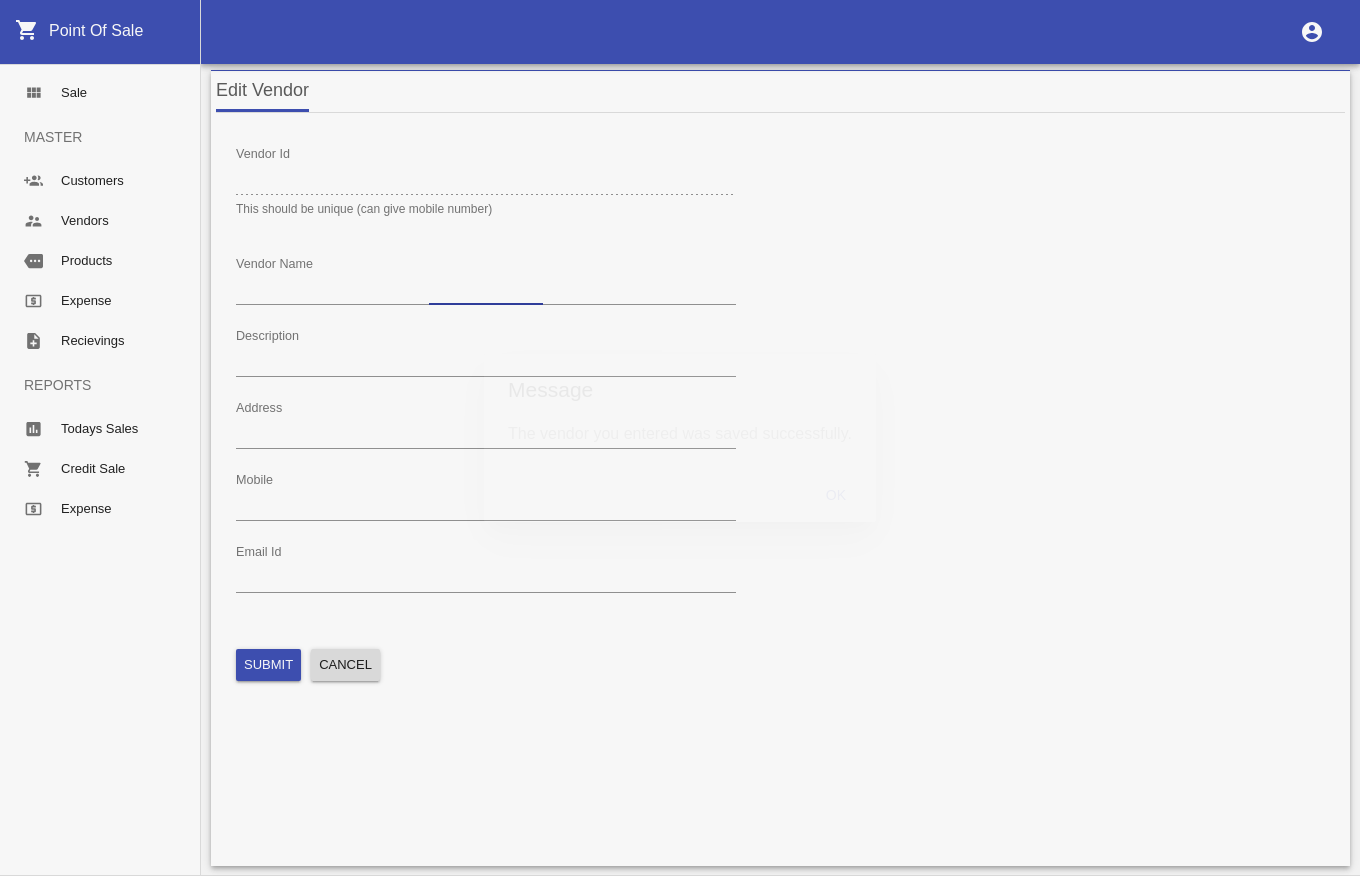 Point Of Sale
Sale
MASTER
Customers
Vendors
Products
Expense
Recievings
REPORTS
Todays Sales
Credit Sale
Expense
Edit Vendor
Vendor Id
This should be unique (can give mobile number)
Vendor Name
Description
Address
Mobile
Email Id
SUBMIT
CANCEL
Message
The vendor you entered was saved successfully.
OK